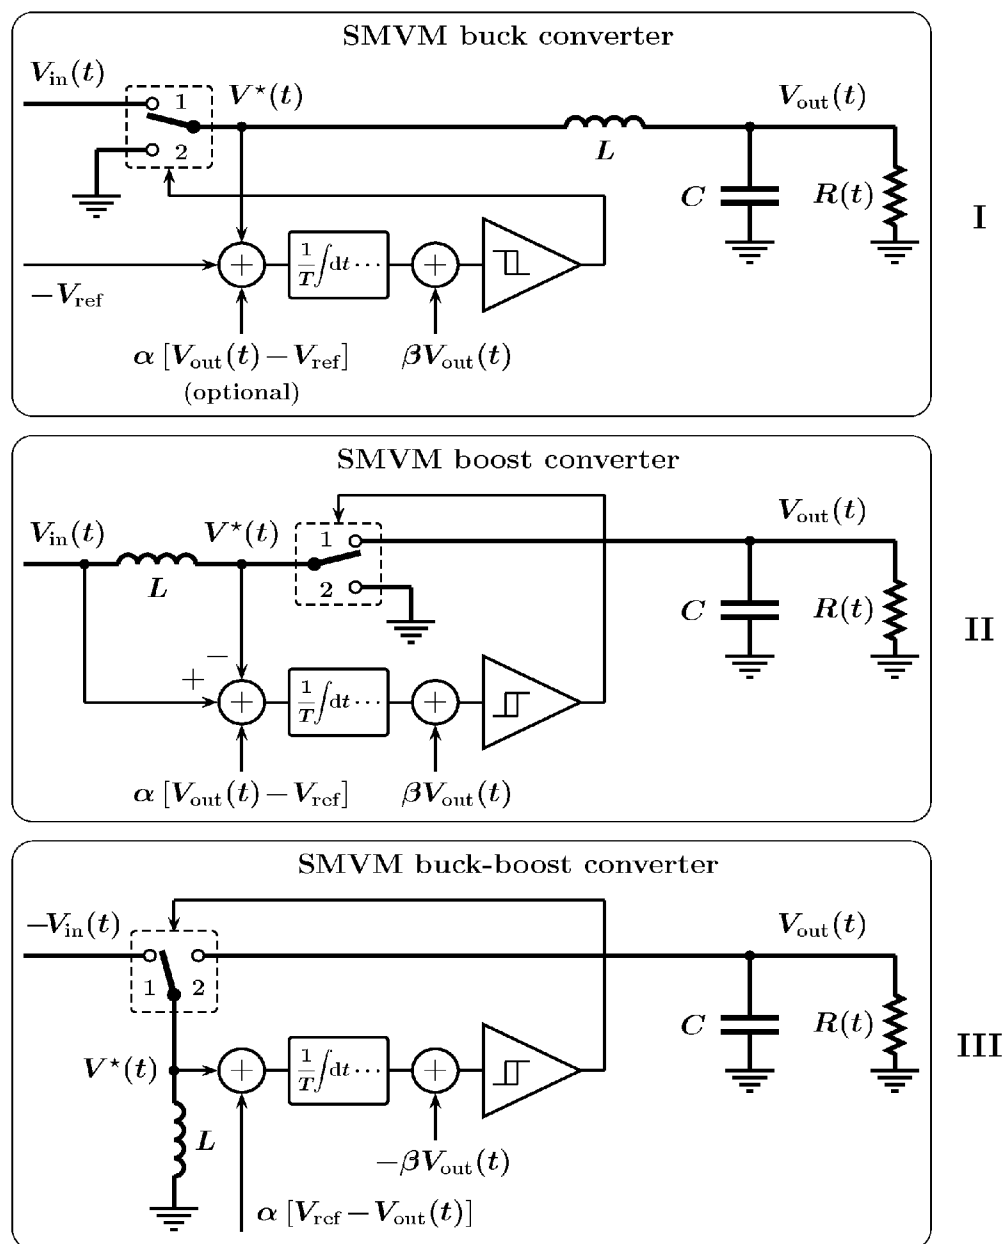 SMVM buck converter
V_in(t)
1
V*(t)
V_out(t)
2
L
C
R(t)
I
+
1/T ∫dt ···
+
−V_ref
α [V_out(t) − V_ref]
βV_out(t)
(optional)
SMVM boost converter
V_in(t)
V*(t)
1
V_out(t)
L
2
C
R(t)
II
−
+
+
1/T ∫dt ···
+
α [V_out(t) − V_ref]
βV_out(t)
SMVM buck-boost converter
−V_in(t)
V_out(t)
1
2
C
R(t)
III
V*(t)
+
1/T ∫dt ···
+
L
−βV_out(t)
α [V_ref − V_out(t)]